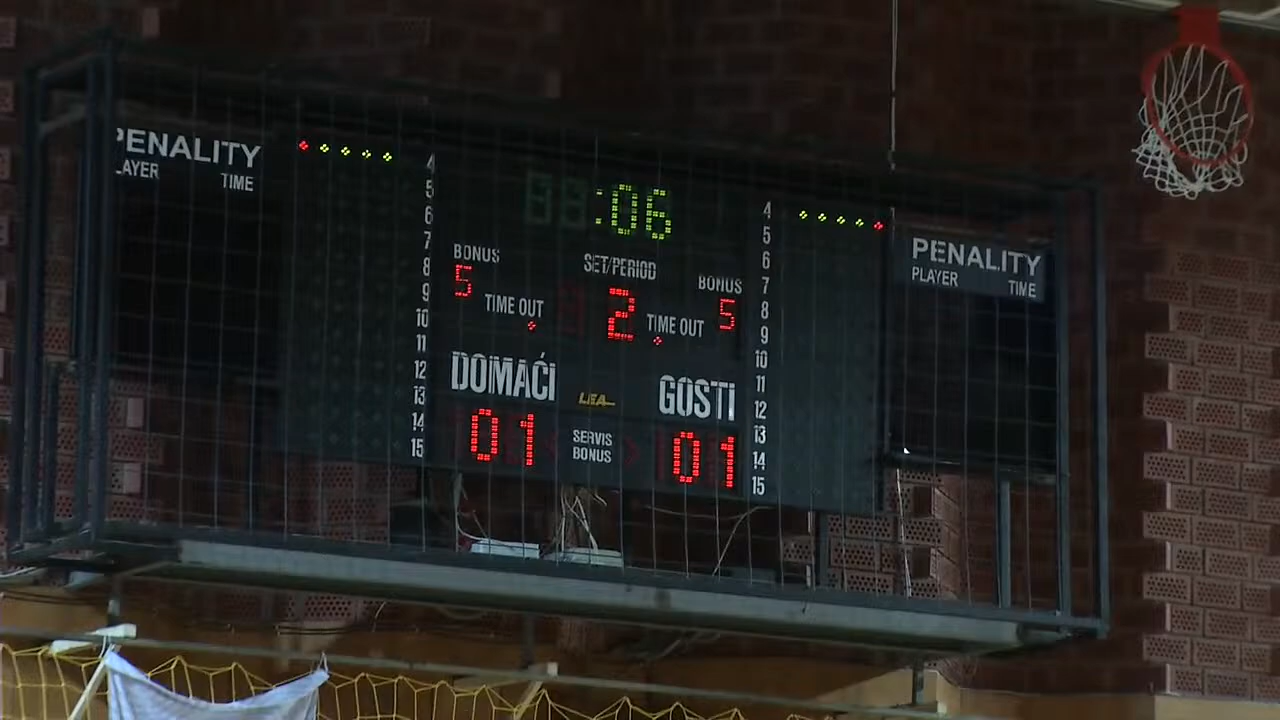 PENALITY
PLAYER TIME
:06
BONUS
5
SET/PERIOD
2
BONUS
5
TIME OUT
TIME OUT
DOMAĆI
GOSTI
LEA
01
SERVIS
BONUS
01
4
5
6
7
8
9
10
11
12
13
14
15
4
5
6
7
8
9
10
11
12
13
14
15
PENALITY
PLAYER TIME